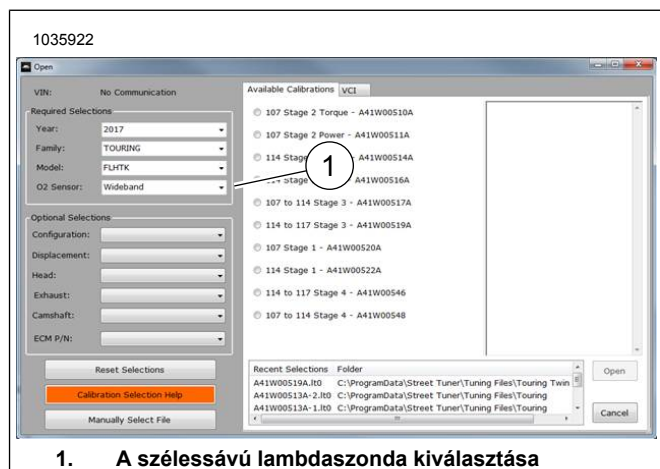 1035922
Open
VIN: No Communication
Required Selections
Year: 2017
Family: TOURING
Model: FLHTK
O2 Sensor: Wideband
Optional Selections
Configuration:
Displacement:
Head:
Exhaust:
Camshaft:
ECM P/N:
Reset Selections
Calibration Selection Help
Manually Select File
Available Calibrations VCI
107 Stage 2 Torque - A41W00510A
107 Stage 2 Power - A41W00511A
114 Stage A41W00514A
Stage A41W00516A
107 to 114 Stage 3 - A41W00517A
114 to 117 Stage 3 - A41W00519A
107 Stage 1 - A41W00520A
114 Stage 1 - A41W00522A
114 to 117 Stage 4 - A41W00546
107 to 114 Stage 4 - A41W00548
1
Recent Selections Folder
A41W00519A.lt0 C:\ProgramData\Street Tuner\Tuning Files\Touring Twin
A41W00513A-2.lt0 C:\ProgramData\Street Tuner\Tuning Files\Touring
A41W00513A-1.lt0 C:\ProgramData\Street Tuner\Tuning Files\Touring
Open
Cancel
1. A szélessávú lambdaszonda kiválasztása